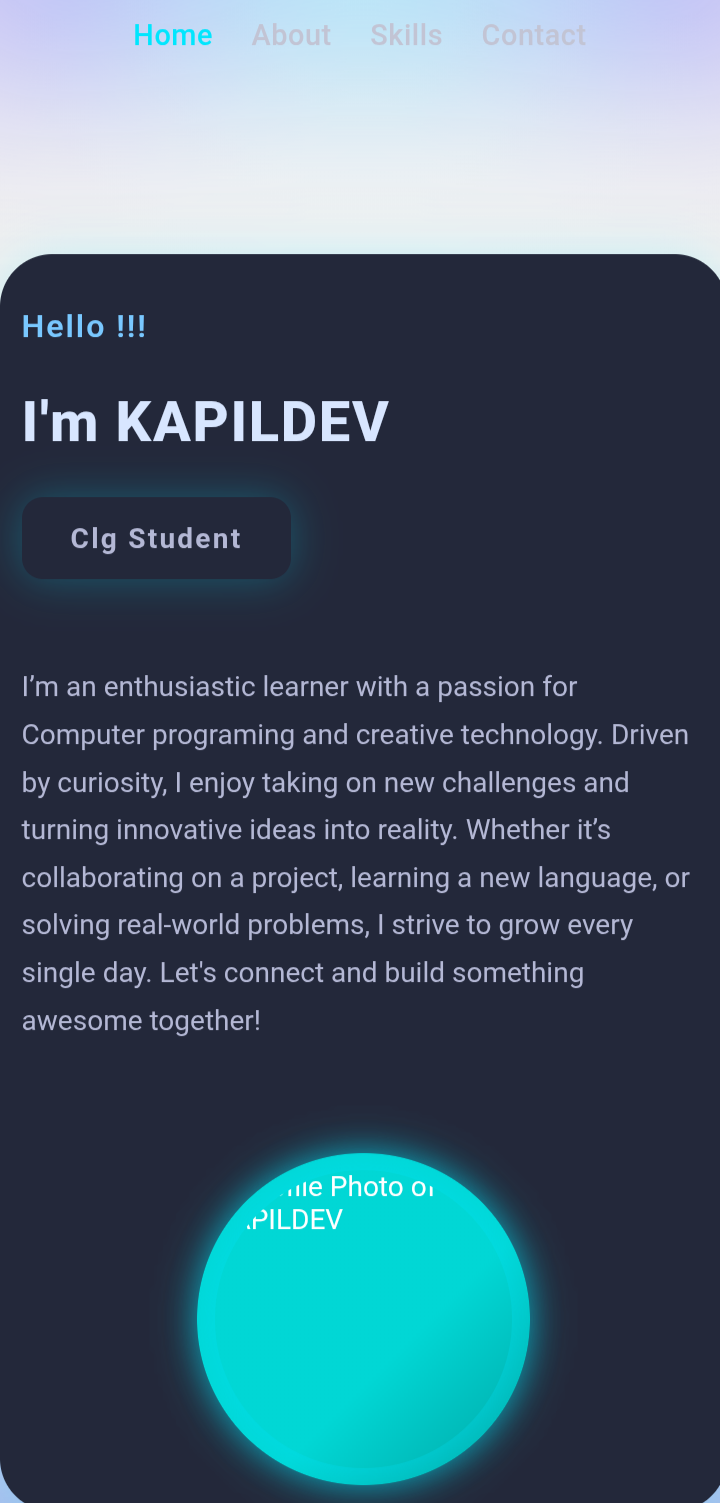 Home About Skills Contact
Hello !!!
I'm KAPILDEV
Clg Student
I’m an enthusiastic learner with a passion for
Computer programing and creative technology. Driven
by curiosity, I enjoy taking on new challenges and
turning innovative ideas into reality. Whether it’s
collaborating on a project, learning a new language, or
solving real-world problems, I strive to grow every
single day. Let's connect and build something
awesome together!
Photo of